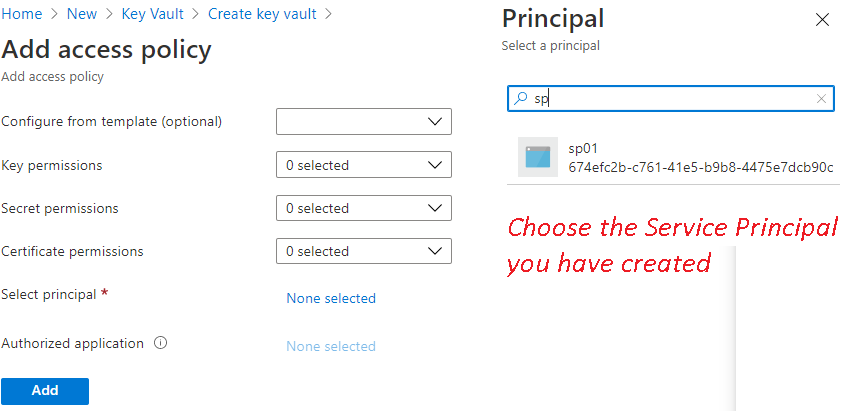 Home > New > Key Vault > Create key vault >
Add access policy
Add access policy
Configure from template (optional)
Key permissions
0 selected
Secret permissions
0 selected
Certificate permissions
0 selected
Select principal *
None selected
Authorized application
None selected
Add
Principal
Select a principal
sp
sp01
674efc2b-c761-41e5-b9b8-4475e7dcb90c
Choose the Service Principal
you have created